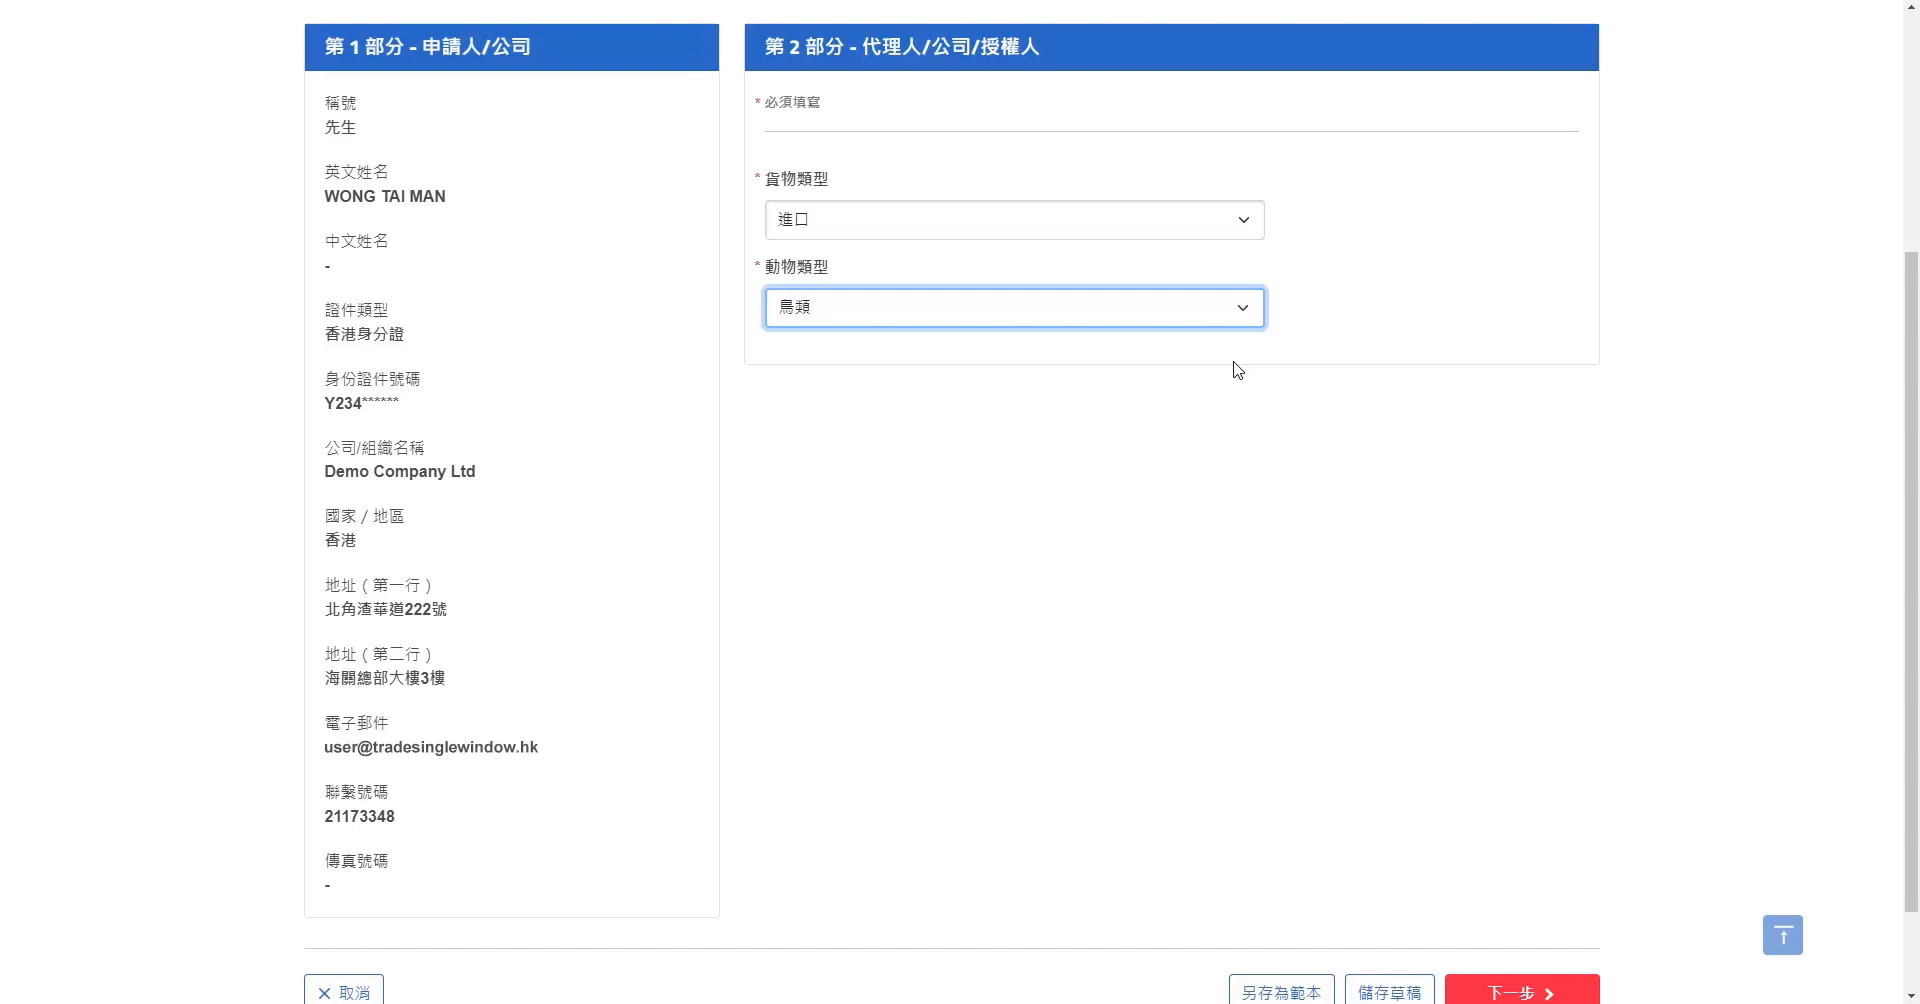 第 1 部分 - 申請人/公司
稱號
先生
英文姓名
WONG TAI MAN
中文姓名
-
證件類型
香港身分證
身份證件號碼
Y234******
公司/組織名稱
Demo Company Ltd
國家 / 地區
香港
地址 ( 第一行 )
北角渣華道222號
地址 ( 第二行 )
海關總部大樓3樓
電子郵件
user@tradesinglewindow.hk
聯繫號碼
21173348
傳真號碼
-
第 2 部分 - 代理人/公司/授權人
* 必須填寫
* 貨物類型
進口
* 動物類型
鳥類
取消
另存為範本
儲存草稿
下一步